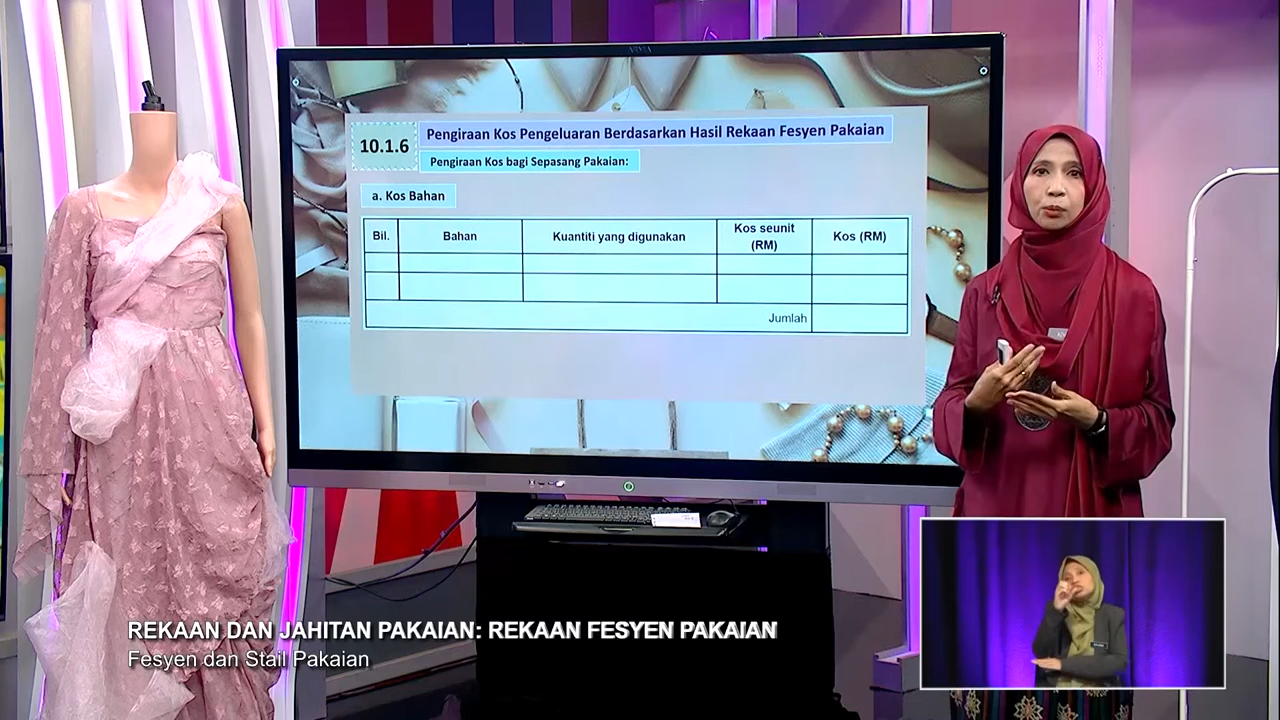 10.1.6
Pengiraan Kos Pengeluaran Berdasarkan Hasil Rekaan Fesyen Pakaian
Pengiraan Kos bagi Sepasang Pakaian:
a. Kos Bahan
Bil.
Bahan
Kuantiti yang digunakan
Kos seunit
(RM)
Kos (RM)
Jumlah
REKAAN DAN JAHITAN PAKAIAN: REKAAN FESYEN PAKAIAN
Fesyen dan Stail Pakaian